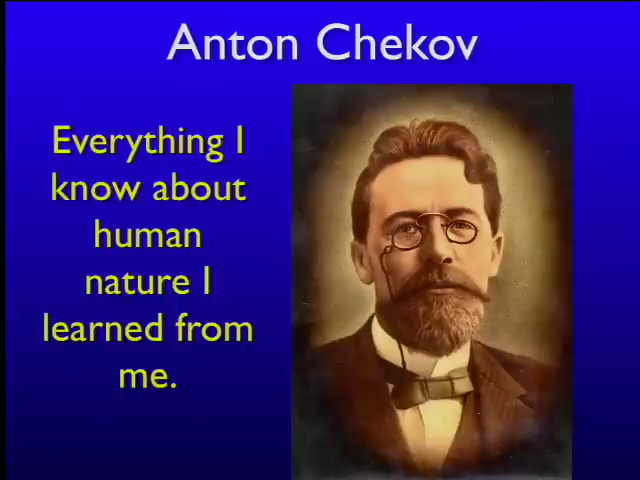 Anton Chekov
Everything I
know about
human
nature I
learned from
me.